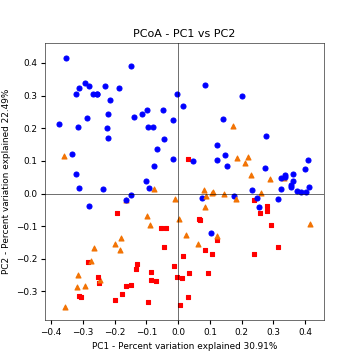 PCoA - PC1 vs PC2
PC2 - Percent variation explained 22.49%
0.4
0.3
0.2
0.1
0.0
−0.1
−0.2
−0.3
−0.4 −0.3 −0.2 −0.1 0.0 0.1 0.2 0.3 0.4
PC1 - Percent variation explained 30.91%